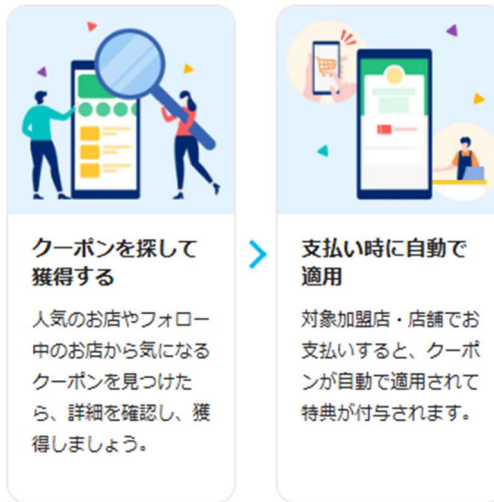 クーポンを探して
獲得する
人気のお店やフォロー
中のお店から気になる
クーポンを見つけた
ら、詳細を確認し、獲
得しましょう。
支払い時に自動で
適用
対象加盟店・店舗でお
支払いすると、クーポ
ンが自動で適用されて
特典が付与されます。